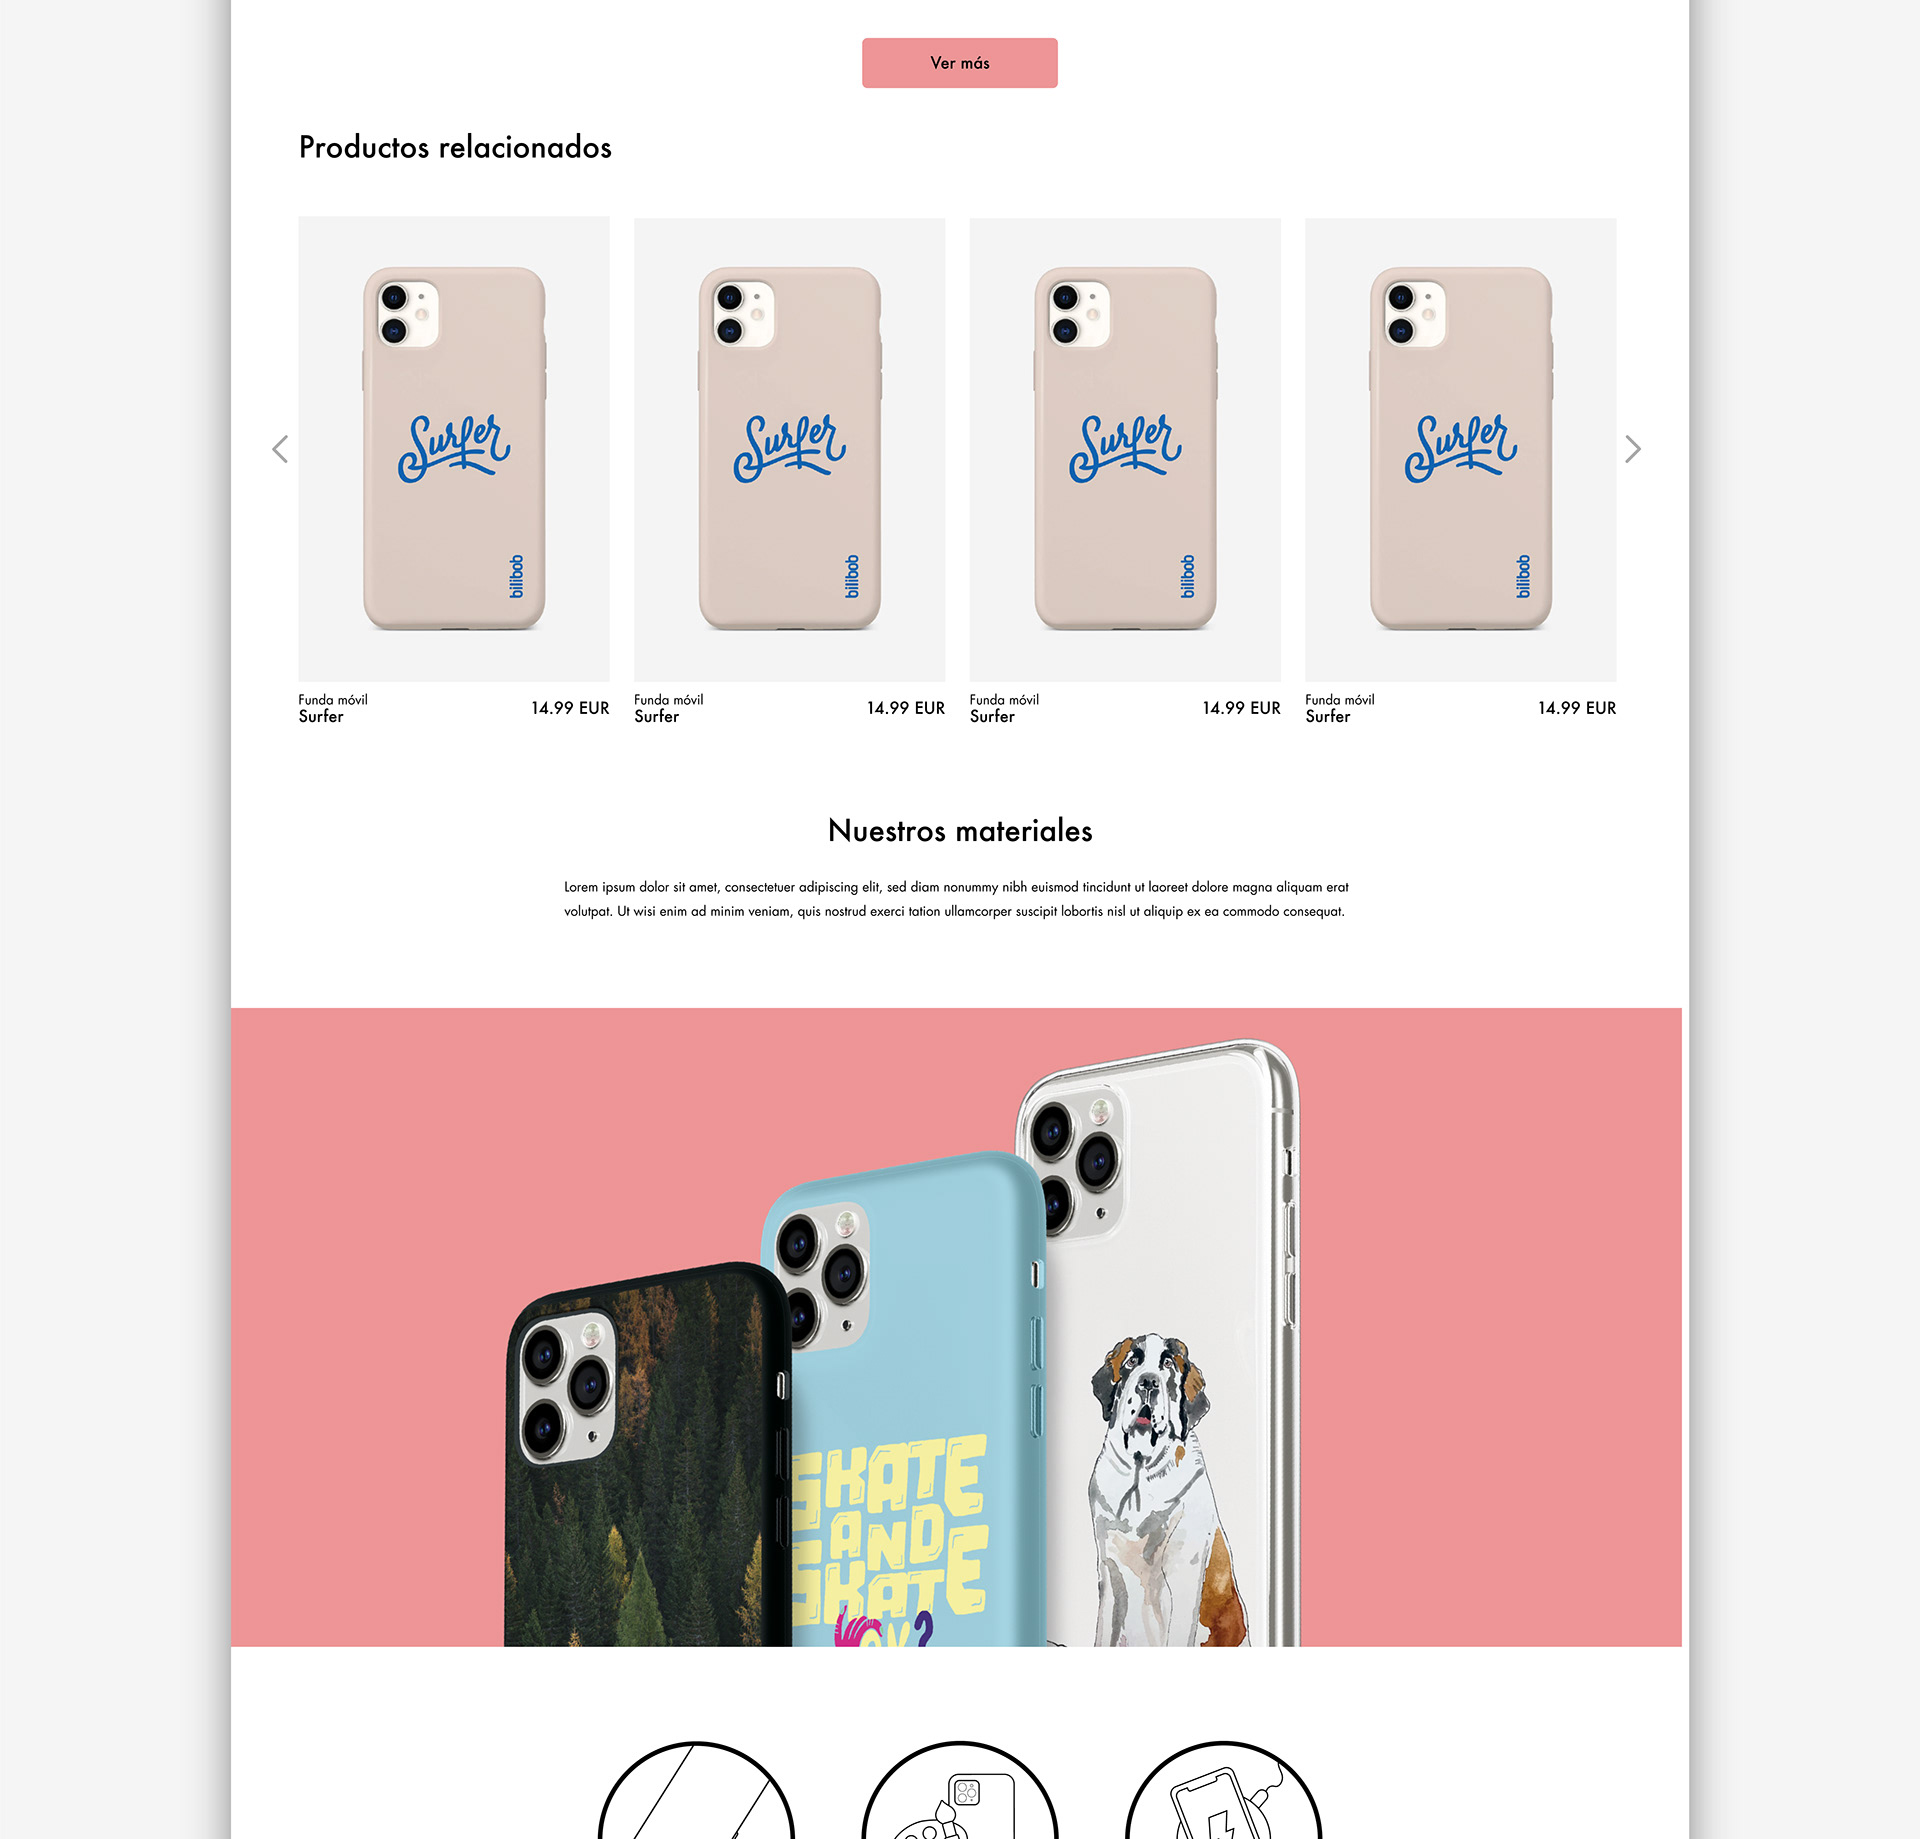 Ver más
Productos relacionados
Surfer
bilibob
Surfer
bilibob
Surfer
bilibob
Surfer
bilibob
Funda móvil
Surfer
14.99 EUR
Funda móvil
Surfer
14.99 EUR
Funda móvil
Surfer
14.99 EUR
Funda móvil
Surfer
14.99 EUR
Nuestros materiales
Lorem ipsum dolor sit amet, consectetuer adipiscing elit, sed diam nonummy nibh euismod tincidunt ut laoreet dolore magna aliquam erat
volutpat. Ut wisi enim ad minim veniam, quis nostrud exerci tation ullamcorper suscipit lobortis nisl ut aliquip ex ea commodo consequat.
SKATE
AND
SKATE